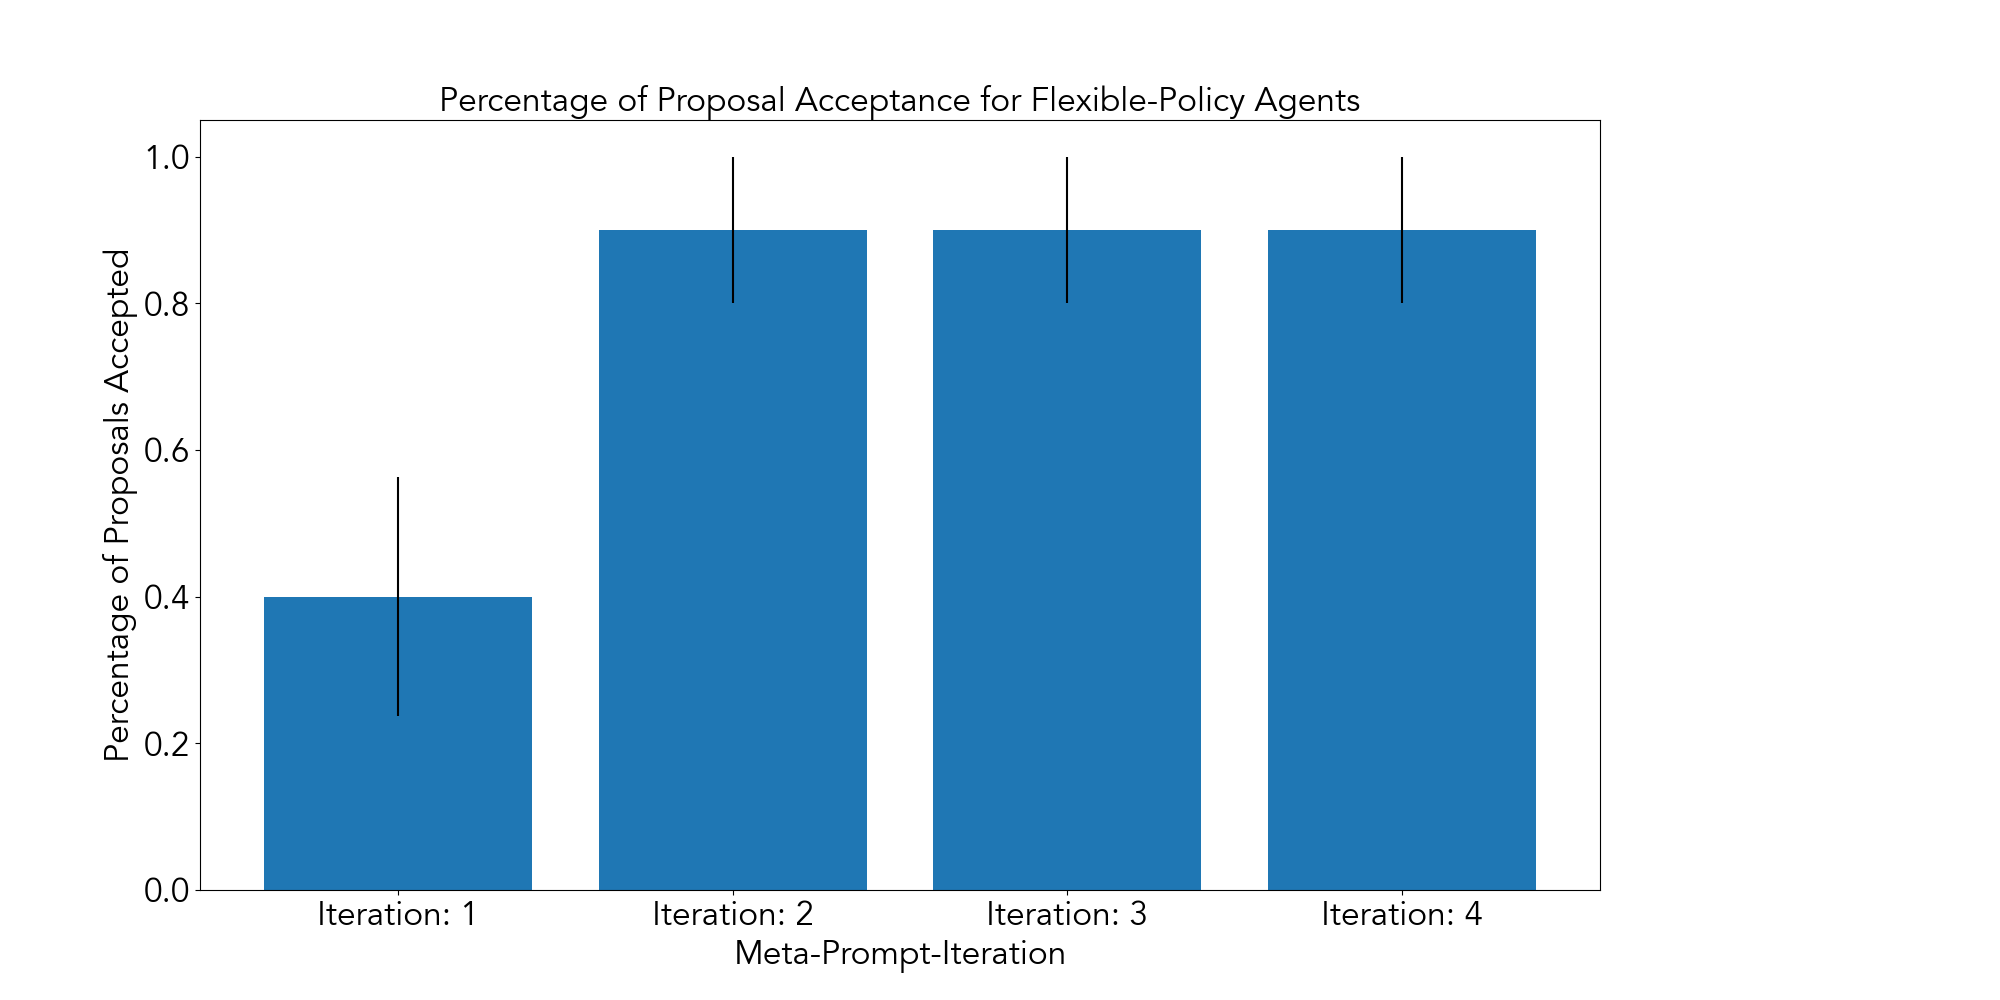 Percentage of Proposal Acceptance for Flexible-Policy Agents
Percentage of Proposals Accepted
1.0
0.8
0.6
0.4
0.2
0.0
Iteration: 1
Iteration: 2
Iteration: 3
Iteration: 4
Meta-Prompt-Iteration